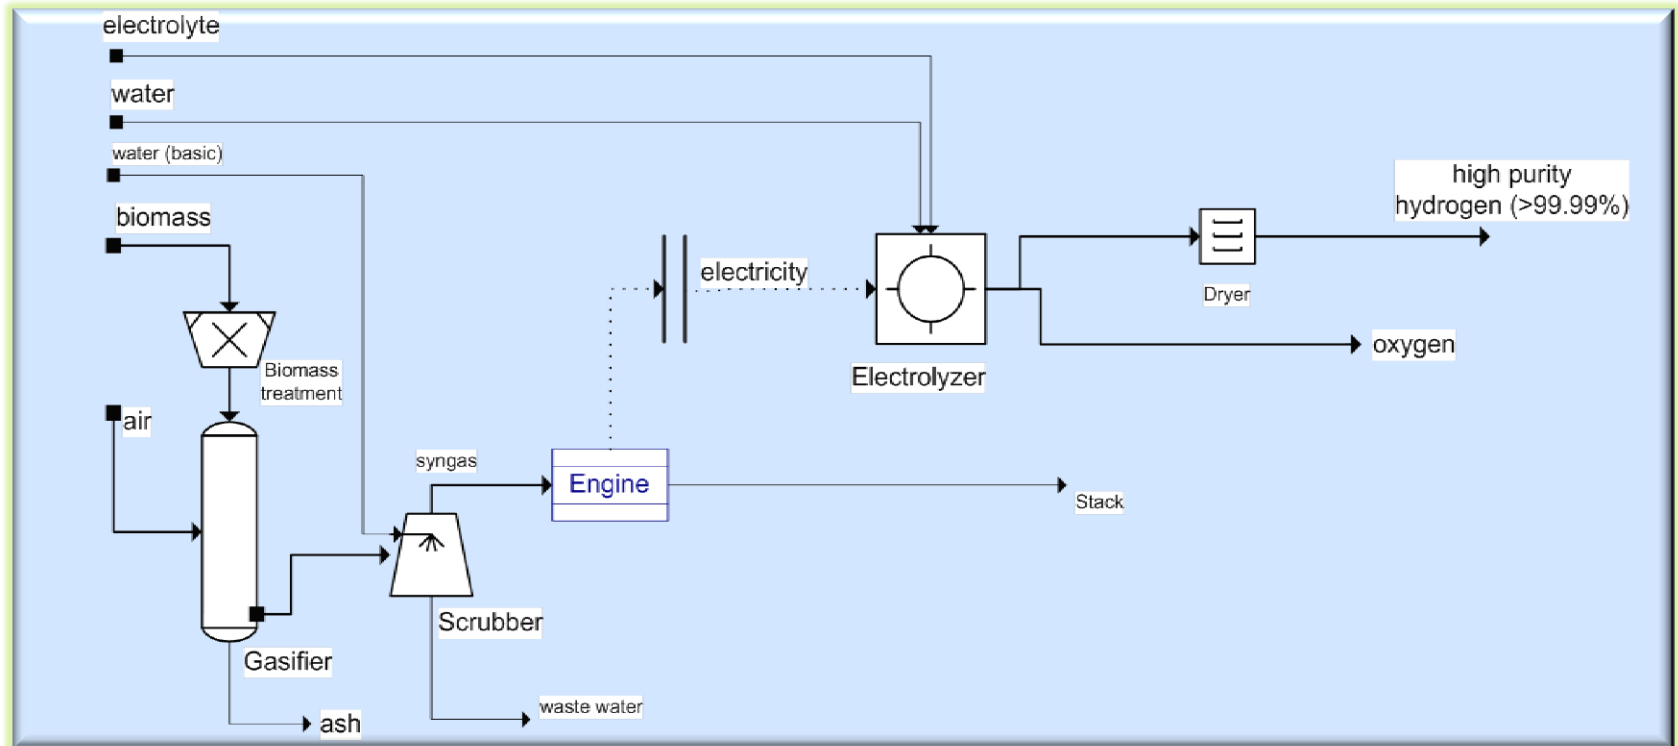 electrolyte
water
water (basic)
biomass
high purity
hydrogen (>99.99%)
electricity
Dryer
oxygen
Electrolyzer
Biomass
treatment
air
syngas
Engine
Stack
Scrubber
Gasifier
waste water
ash